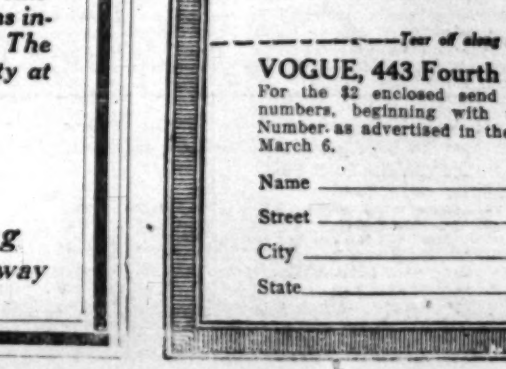 ns in-
The
ty at
g
way
Tear off along
VOGUE, 443 Fourth
For the $2 enclosed send
numbers, beginning with
Number. as advertised in the
March 6.
Name
Street
City
State